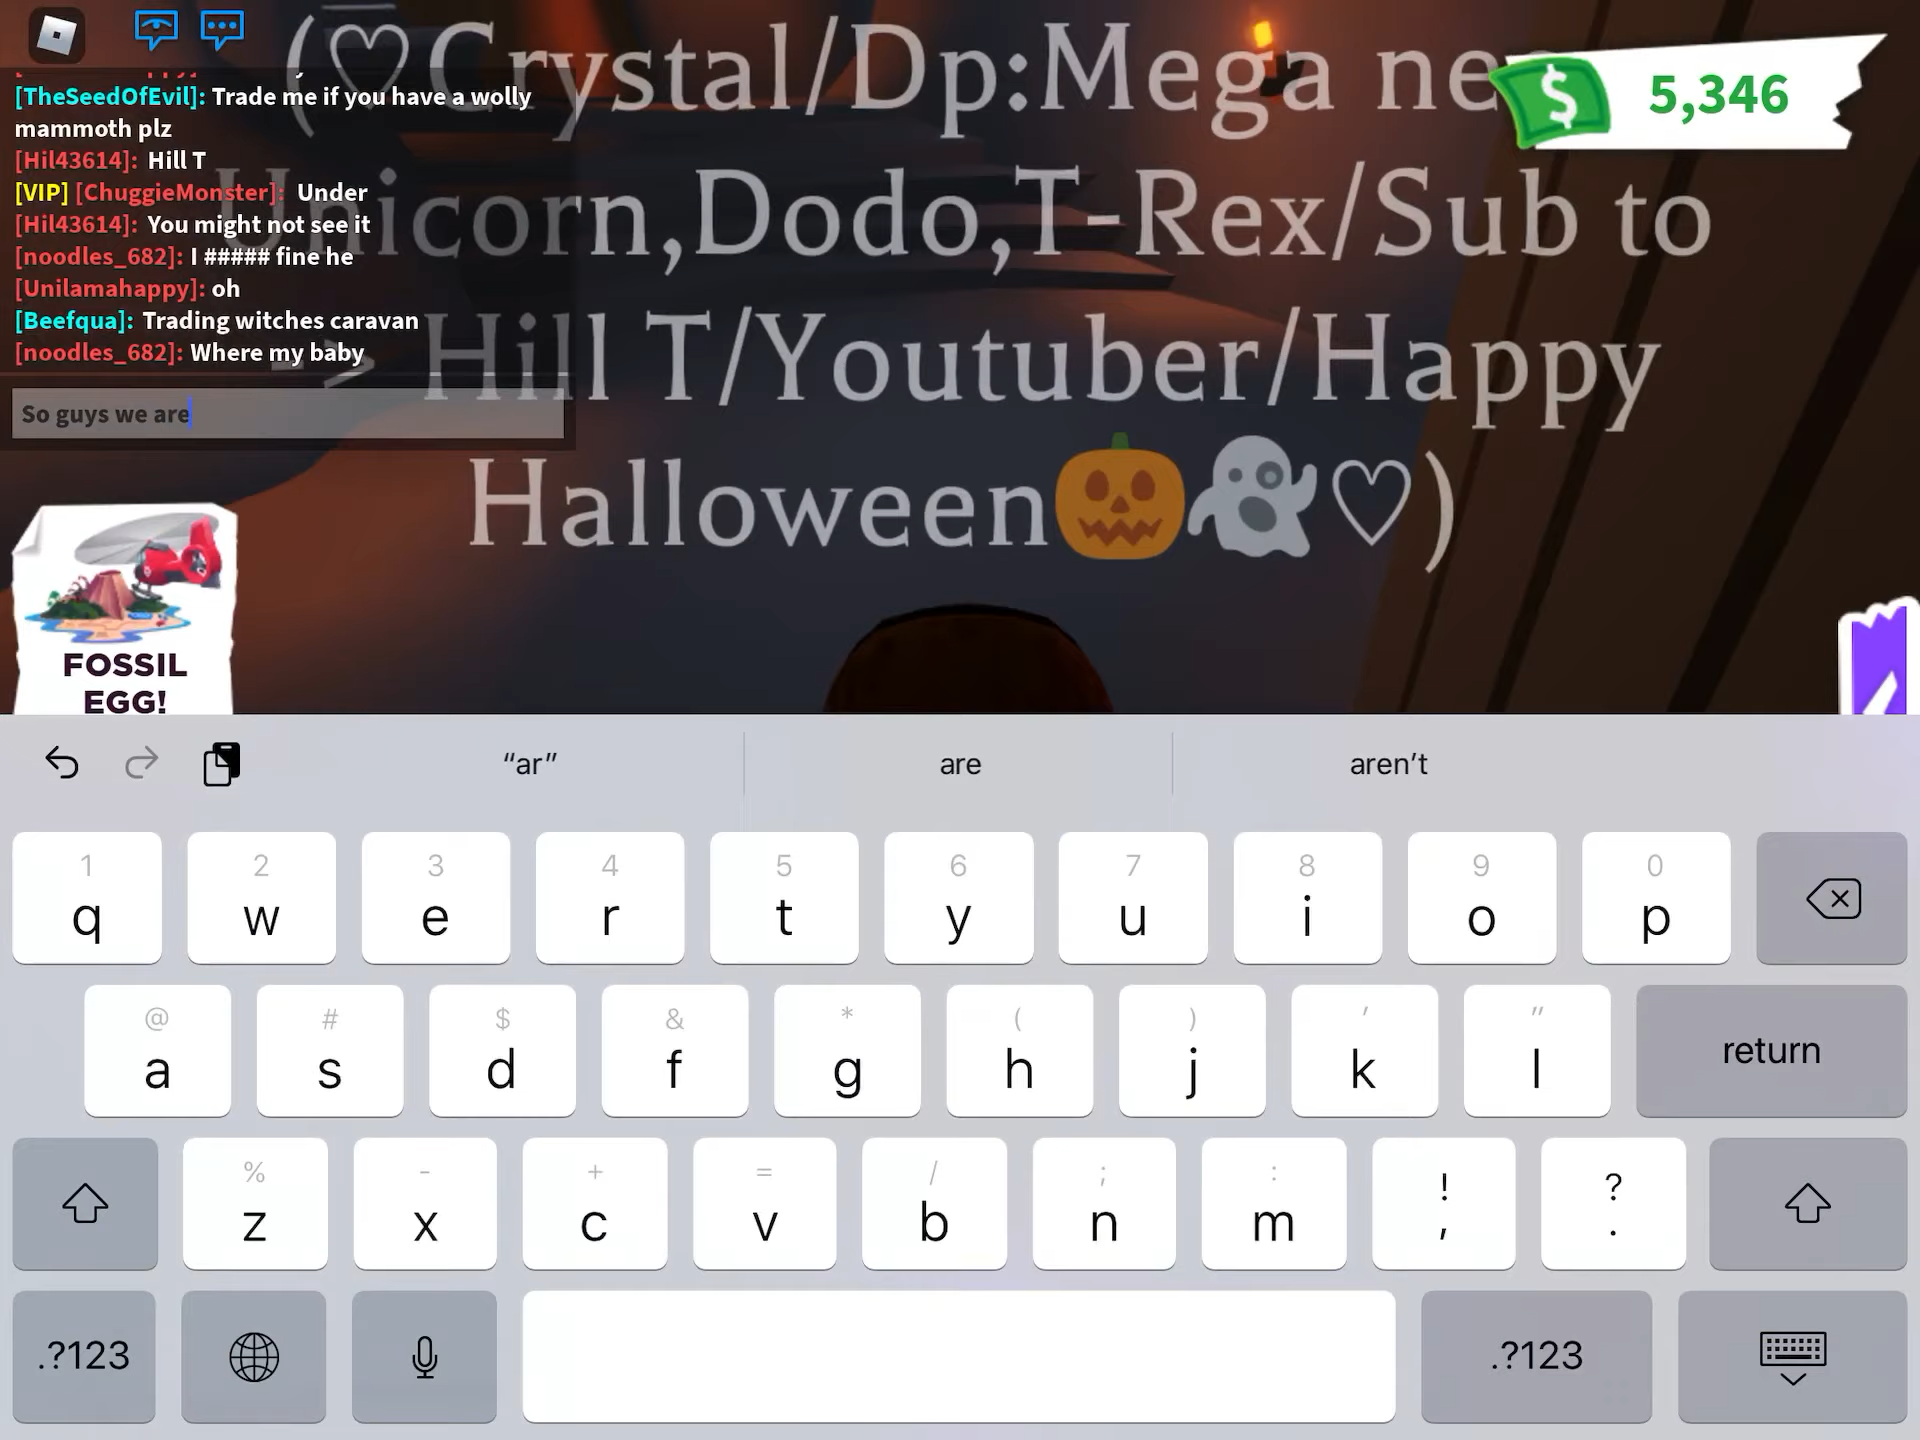 [TheSeedOfEvil]: Trade me if you have a wolly
mammoth plz
[Hil43614]: Hill T
[VIP] [ChuggieMonster]: Under
[Hil43614]: You might not see it
[noodles_682]: I ##### fine he
[Unilamahappy]: oh
[Beefqua]: Trading witches caravan
[noodles_682]: Where my baby
So guys we are
(♡Crystal/Dp:Mega
Unicorn,Dodo,T-Rex/Sub to
-> Hill T/Youtuber/Happy
Halloween🎃👻♡)
5,346
FOSSIL
EGG!
“ar” are aren’t
1 2 3 4 5 6 7 8 9 0
q w e r t y u i o p
@ # $ & * ( ) ' "
a s d f g h j k l return
% - + = / ; : ! ?
z x c v b n m , .
.?123 .?123